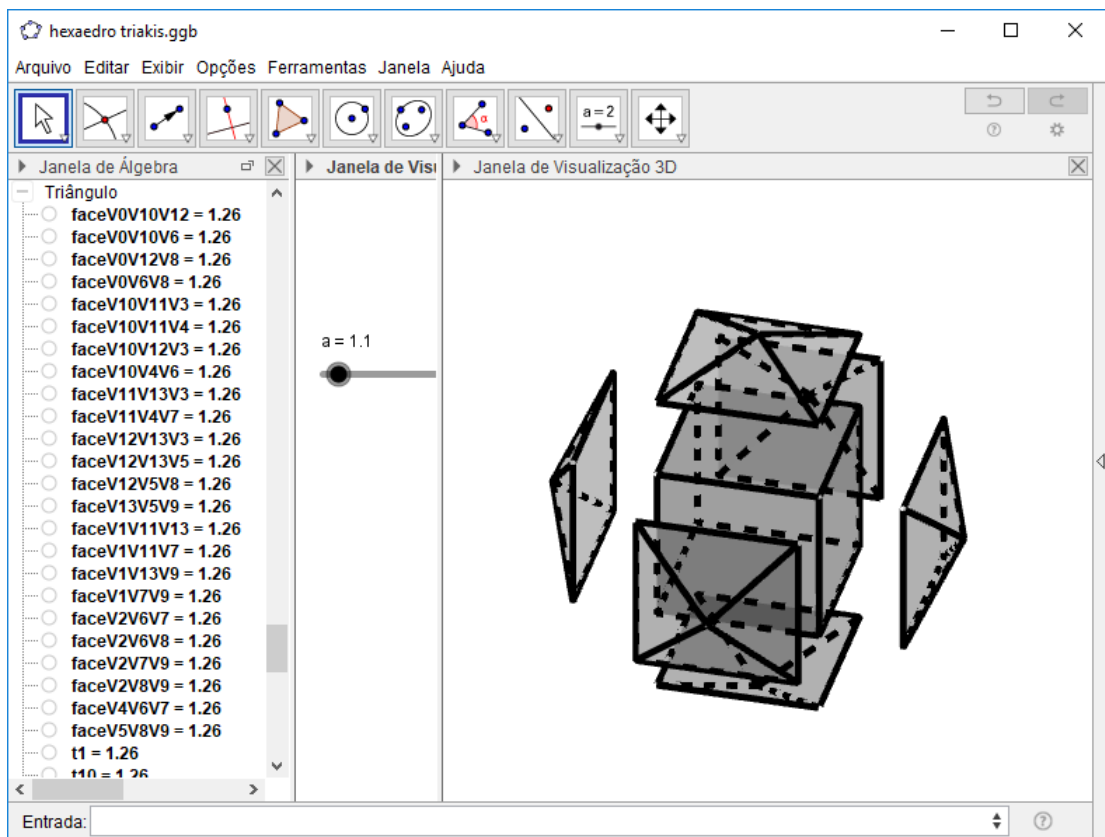 hexaedro triakis.ggb
Arquivo Editar Exibir Opções Ferramentas Janela Ajuda
α
a = 2
Janela de Álgebra
Janela de Visu
Janela de Visualização 3D
Triângulo
faceV0V10V12 = 1.26
faceV0V10V6 = 1.26
faceV0V12V8 = 1.26
faceV0V6V8 = 1.26
faceV10V11V3 = 1.26
faceV10V11V4 = 1.26
faceV10V12V3 = 1.26
faceV10V4V6 = 1.26
faceV11V13V3 = 1.26
faceV11V4V7 = 1.26
faceV12V13V3 = 1.26
faceV12V13V5 = 1.26
faceV12V5V8 = 1.26
faceV13V5V9 = 1.26
faceV1V11V13 = 1.26
faceV1V11V7 = 1.26
faceV1V13V9 = 1.26
faceV1V7V9 = 1.26
faceV2V6V7 = 1.26
faceV2V6V8 = 1.26
faceV2V7V9 = 1.26
faceV2V8V9 = 1.26
faceV4V6V7 = 1.26
faceV5V8V9 = 1.26
t1 = 1.26
t10 = 1.26
a = 1.1
Entrada: